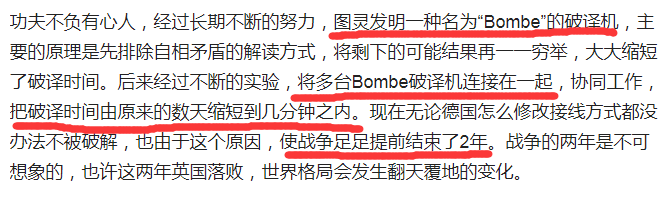 功夫不负有心人，经过长期不断的努力，图灵发明一种名为“Bombe”的破译机，主
要的原理是先排除自相矛盾的解读方式，将剩下的可能结果再一一穷举，大大缩短
了破译时间。后来经过不断的实验，将多台Bombe破译机连接在一起，协同工作，
把破译时间由原来的数天缩短到几分钟之内。现在无论德国怎么修改接线方式都没
办法不被破解，也由于这个原因，使战争足足提前结束了2年。战争的两年是不可
想象的，也许这两年英国落败，世界格局会发生翻天覆地的变化。